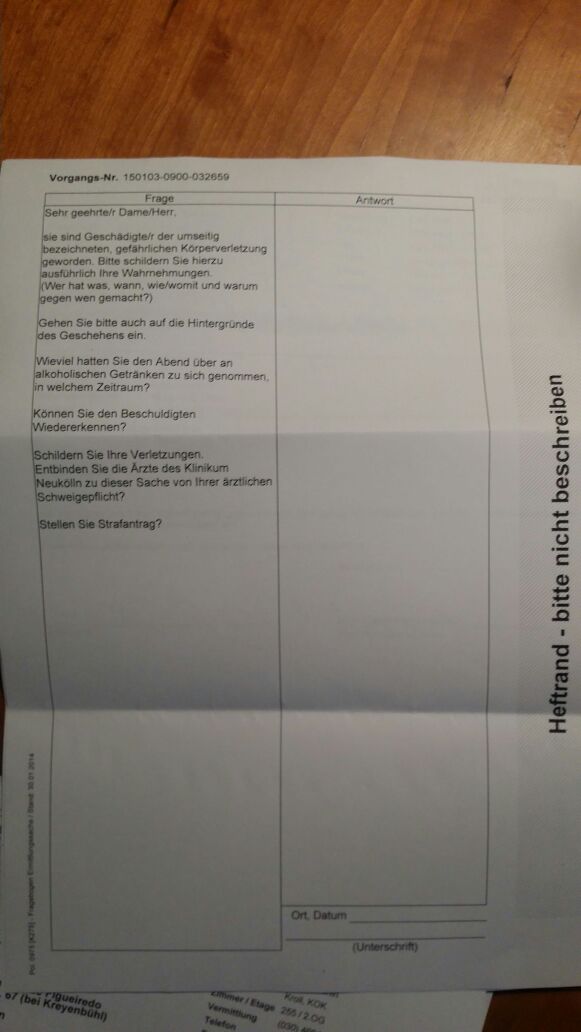 Vorgangs-Nr. 150103-0900-032659
Frage
Antwort
Sehr geehrte/r Dame/Herr,
sie sind Geschädigte/r der umseitig
bezeichneten, gefährlichen Körperverletzung
geworden. Bitte schildern Sie hierzu
ausführlich Ihre Wahrnehmungen.
(Wer hat was, wann, wie/womit und warum
gegen wen gemacht?)
Gehen Sie bitte auch auf die Hintergründe
des Geschehens ein.
Wieviel hatten Sie den Abend über an
alkoholischen Getränken zu sich genommen,
in welchem Zeitraum?
Können Sie den Beschuldigten
Wiedererkennen?
Schildern Sie Ihre Verletzungen.
Entbinden Sie die Ärzte des Klinikum
Neukölln zu dieser Sache von Ihrer ärztlichen
Schweigepflicht?
Stellen Sie Strafantrag?
Ort, Datum
(Unterschrift)
Heftrand - bitte nicht beschreiben
Pol. 0973 [K275] - Fragebogen Ermittlungssache / Stand: 30.01.2014
Figueiredo
67 (bei Kreyenbühl)
Kroll, KOK
Zimmer / Etage 255 / 2.OG
Vermittlung
Telefon
(030)